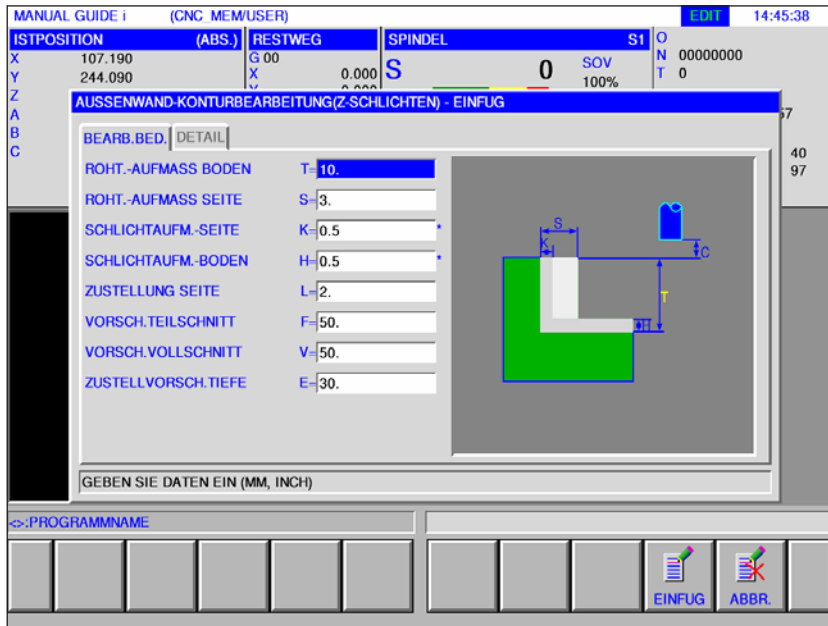 MANUAL GUIDE i (CNC_MEM/USER) EDIT 14:45:38
ISTPOSITION (ABS.) RESTWEG SPINDEL S1 O
X 107.190 G 00 N 00000000
Y 244.090 X 0.000 S 0 SOV T 0
100%
Z
A
B
C
40
97
AUSSENWAND-KONTURBEARBEITUNG(Z-SCHLICHTEN) - EINFUG
BEARB.BED. DETAIL
ROHT.-AUFMASS BODEN T=10.
ROHT.-AUFMASS SEITE S=3.
SCHLICHTAUFM.-SEITE K=0.5 *
SCHLICHTAUFM.-BODEN H=0.5 *
ZUSTELLUNG SEITE L=2.
VORSCH.TEILSCHNITT F=50.
VORSCH.VOLLSCHNITT V=50.
ZUSTELLVORSCH.TIEFE E=30.
S
K
C
T
H
GEBEN SIE DATEN EIN (MM, INCH)
<>:PROGRAMMNAME
EINFUG ABBR.